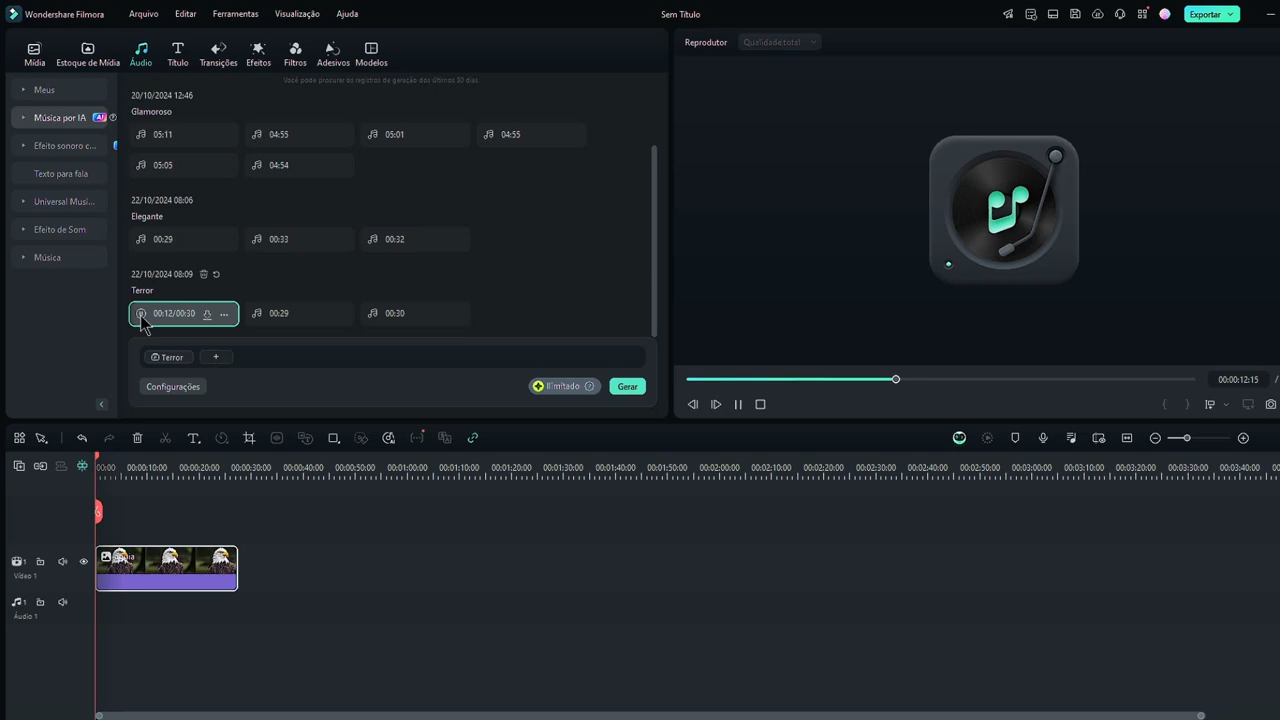 Wondershare Filmora
Arquivo
Editar
Ferramentas
Visualização
Ajuda
Sem Título
Exportar
Mídia
Estoque de Mídia
Áudio
Título
Transições
Efeitos
Filtros
Adesivos
Modelos
Reprodutor
Qualidade total
Meus
Música por IA
AI
Efeito sonoro c...
Texto para fala
Universal Musi...
Efeito de Som
Música
Você pode procurar os registros de geração dos últimos 30 dias.
20/10/2024 12:46
Glamoroso
05:11
04:55
05:01
04:55
05:05
04:54
22/10/2024 08:06
Elegante
00:29
00:33
00:32
22/10/2024 08:09
Terror
00:12/00:30
00:29
00:30
Terror
+
Configurações
Ilimitado
Gerar
00:00:12:15 /
00:00 00:00:10:00 00:00:20:00 00:00:30:00 00:00:40:00 00:00:50:00 00:01:00:00 00:01:10:00 00:01:20:00 00:01:30:00 00:01:40:00 00:01:50:00 00:02:00:00 00:02:10:00 00:02:20:00 00:02:30:00 00:02:40:00 00:02:50:00 00:03:00:00 00:03:10:00 00:03:20:00 00:03:30:00 00:03:40:00
1
Vídeo 1
1
Áudio 1